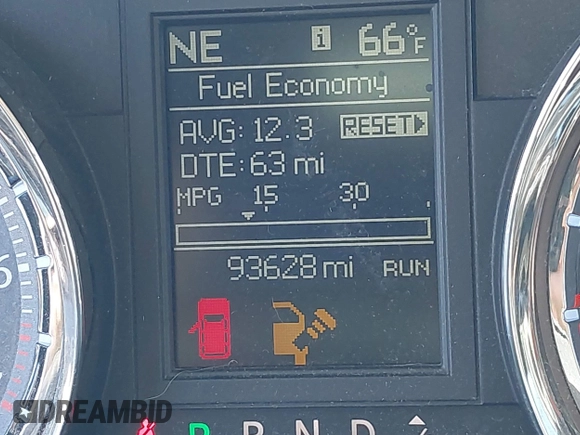 NE i 66°F
Fuel Economy
AVG: 12.3 RESET
DTE: 63 mi
MPG 15 30
93628 mi RUN
P R N D
DREAMBID